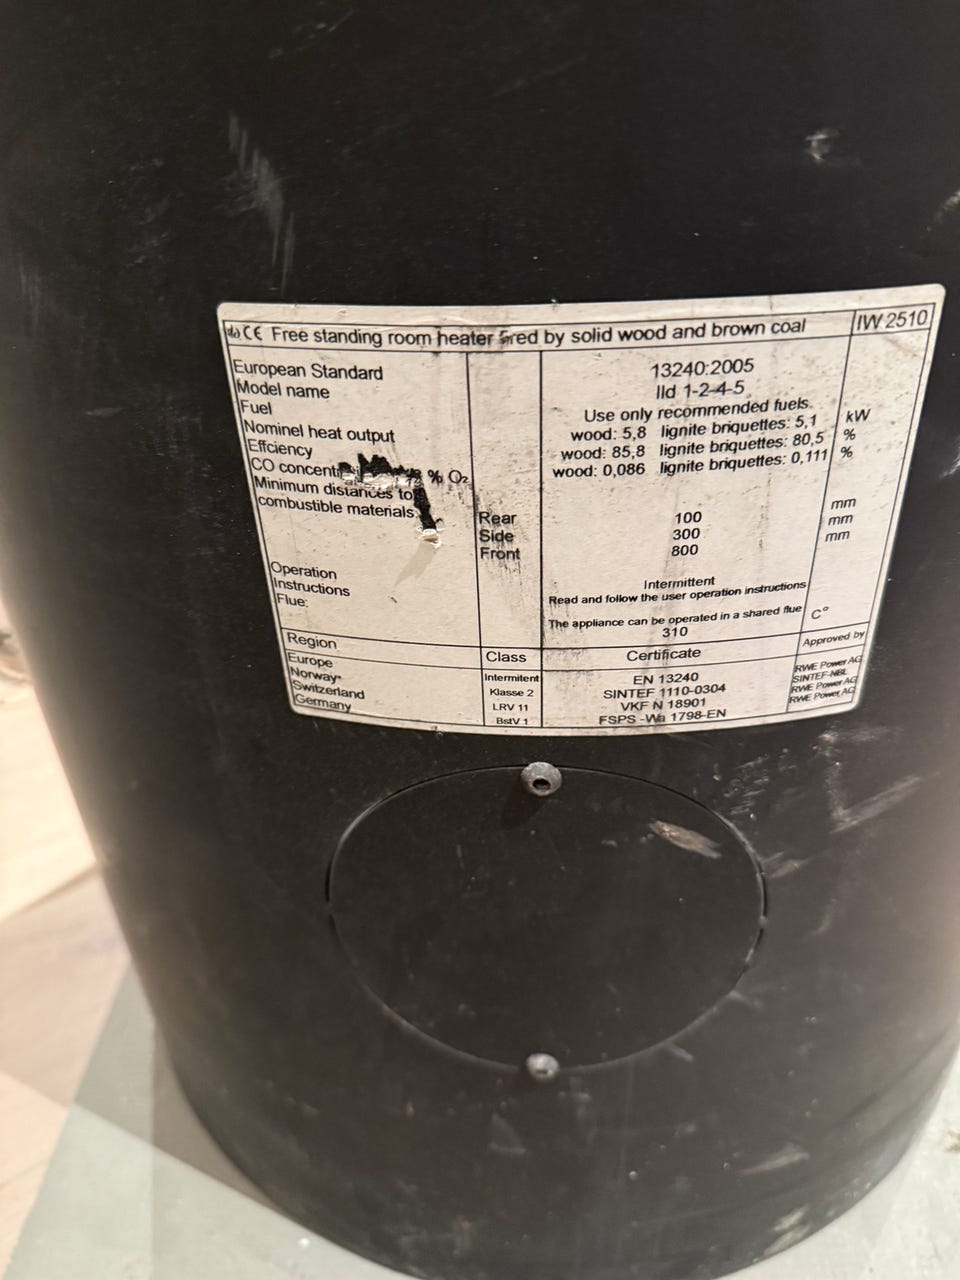 CE Free standing room heater fired by solid wood and brown coal IW 2510
European Standard 13240:2005
Model name Ild 1-2-4-5
Fuel Use only recommended fuels.
Nominel heat output wood: 5,8 lignite briquettes: 5,1 kW
Effciency wood: 85,8 lignite briquettes: 80,5 %
CO % O₂ wood: 0,086 lignite briquettes: 0,111 %
Minimum distances to
combustible materials.
Rear 100 mm
Side 300 mm
Front 800 mm
Operation Intermittent
Instructions Read and follow the user operation instructions
Flue: The appliance can be operated in a shared flue
310 C°
Region Class Certificate Approved by
Europe Intermittent EN 13240 RWE Power AG
Norway Klasse 2 SINTEF 1110-0304 SINTEF-NBL
Switzerland LRV 11 VKF N 18901 RWE Power AG
Germany BstV 1 FSPS -Wa 1798-EN RWE Power AG